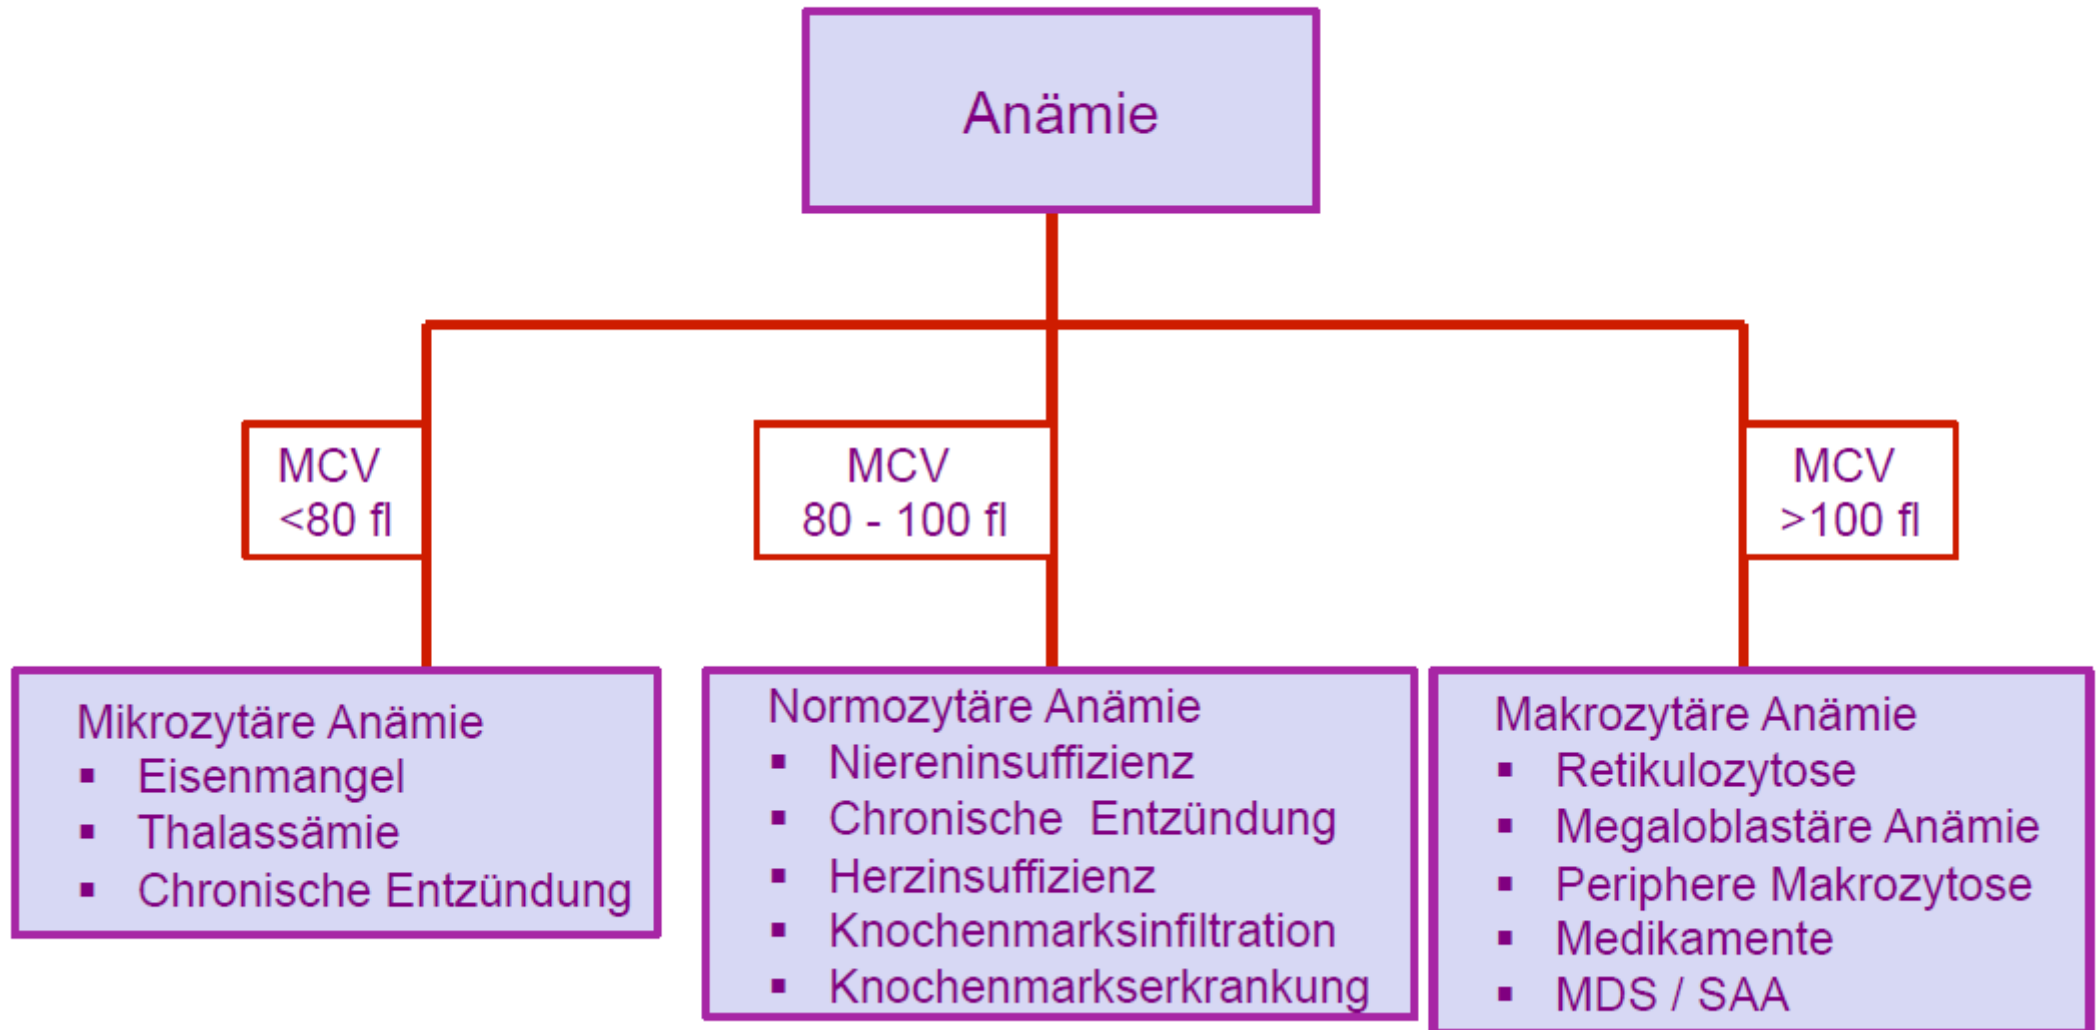 Anämie
MCV
<80 fl
MCV
80 - 100 fl
MCV
>100 fl
Mikrozytäre Anämie
▪ Eisenmangel
▪ Thalassämie
▪ Chronische Entzündung
Normozytäre Anämie
▪ Niereninsuffizienz
▪ Chronische Entzündung
▪ Herzinsuffizienz
▪ Knochenmarksinfiltration
▪ Knochenmarkserkrankung
Makrozytäre Anämie
▪ Retikulozytose
▪ Megaloblastäre Anämie
▪ Periphere Makrozytose
▪ Medikamente
▪ MDS / SAA